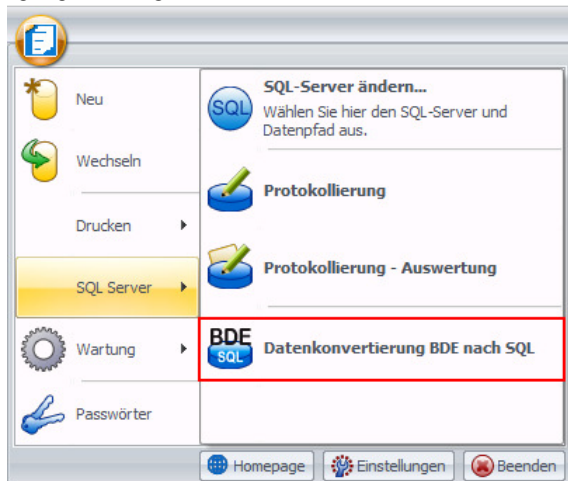 Neu
Wechseln
Drucken
SQL Server
Wartung
Passwörter
SQL
SQL-Server ändern...
Wählen Sie hier den SQL-Server und
Datenpfad aus.
Protokollierung
Protokollierung - Auswertung
BDE
SQL
Datenkonvertierung BDE nach SQL
Homepage
Einstellungen
Beenden